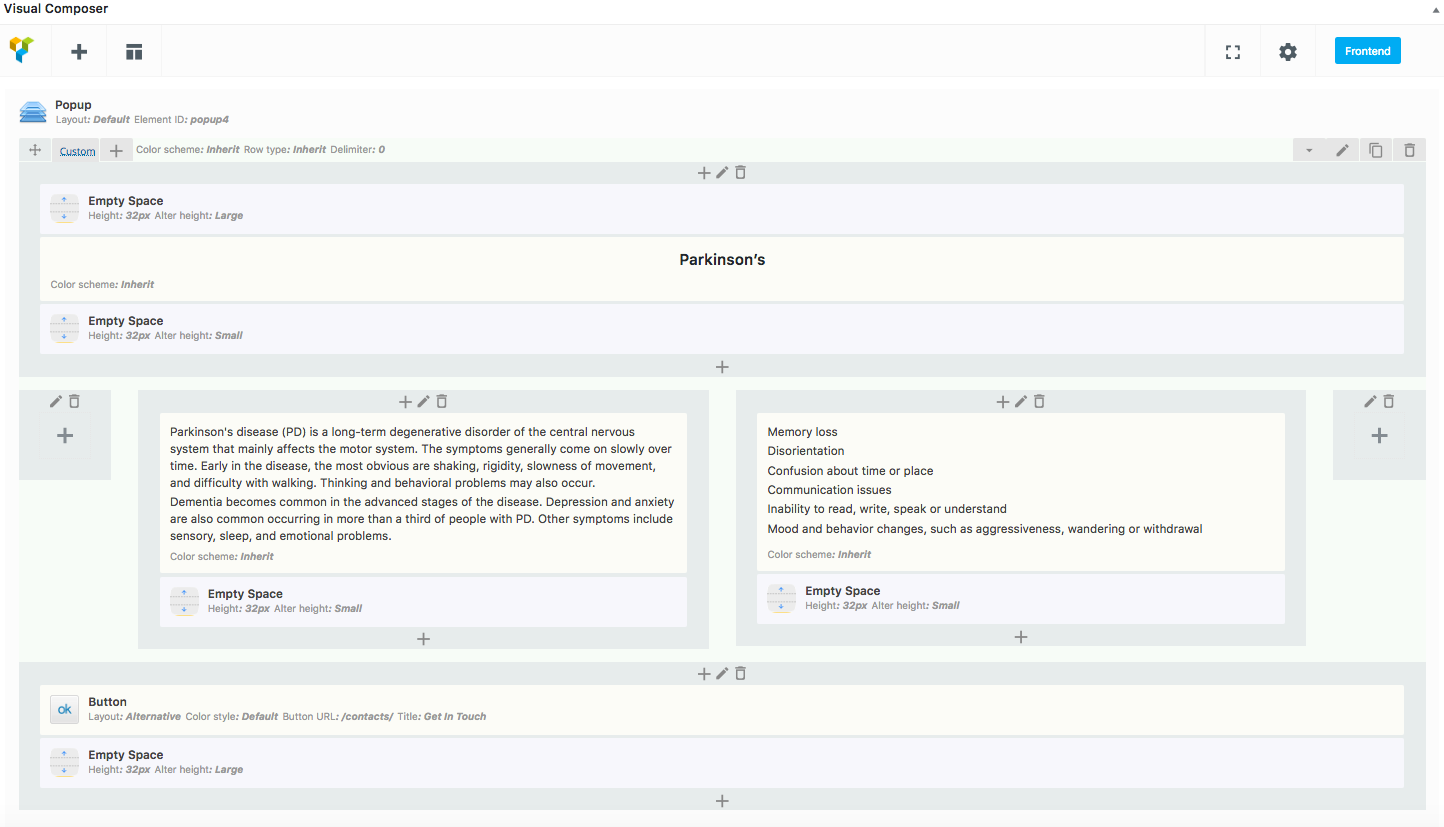 Visual Composer
Frontend
Popup
Layout: Default Element ID: popup4
Custom Color scheme: Inherit Row type: Inherit Delimiter: 0
Empty Space
Height: 32px Alter height: Large
Parkinson’s
Color scheme: Inherit
Empty Space
Height: 32px Alter height: Small
Parkinson's disease (PD) is a long-term degenerative disorder of the central nervous
system that mainly affects the motor system. The symptoms generally come on slowly over
time. Early in the disease, the most obvious are shaking, rigidity, slowness of movement,
and difficulty with walking. Thinking and behavioral problems may also occur.
Dementia becomes common in the advanced stages of the disease. Depression and anxiety
are also common occurring in more than a third of people with PD. Other symptoms include
sensory, sleep, and emotional problems.
Color scheme: Inherit
Empty Space
Height: 32px Alter height: Small
Memory loss
Disorientation
Confusion about time or place
Communication issues
Inability to read, write, speak or understand
Mood and behavior changes, such as aggressiveness, wandering or withdrawal
Color scheme: Inherit
Empty Space
Height: 32px Alter height: Small
ok
Button
Layout: Alternative Color style: Default Button URL: /contacts/ Title: Get In Touch
Empty Space
Height: 32px Alter height: Large